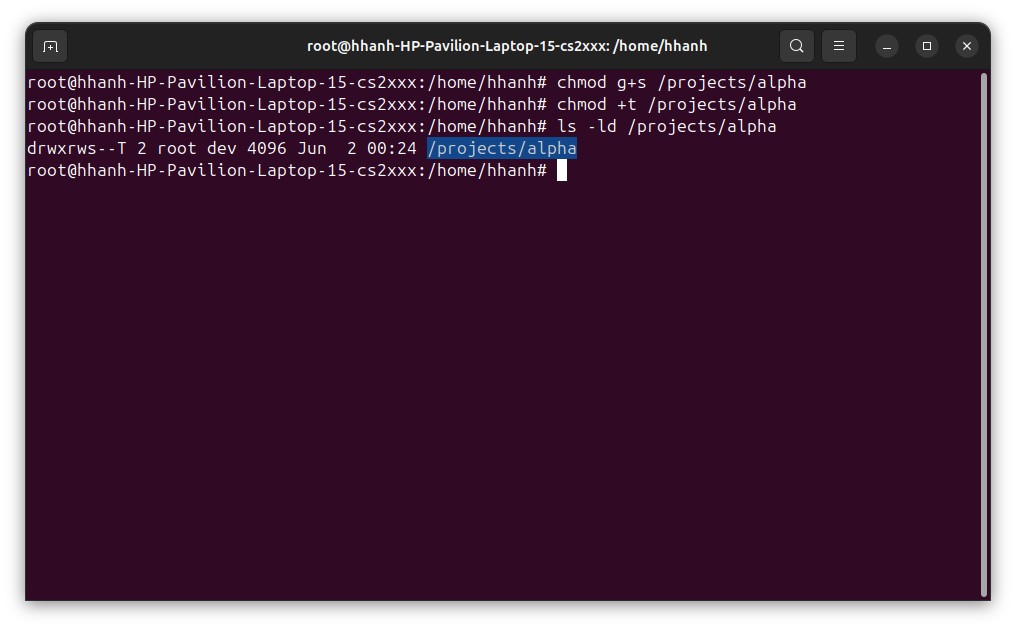 root@hhanh-HP-Pavilion-Laptop-15-cs2xxx: /home/hhanh
root@hhanh-HP-Pavilion-Laptop-15-cs2xxx:/home/hhanh# chmod g+s /projects/alpha
root@hhanh-HP-Pavilion-Laptop-15-cs2xxx:/home/hhanh# chmod +t /projects/alpha
root@hhanh-HP-Pavilion-Laptop-15-cs2xxx:/home/hhanh# ls -ld /projects/alpha
drwxrws--T 2 root dev 4096 Jun  2 00:24 /projects/alpha
root@hhanh-HP-Pavilion-Laptop-15-cs2xxx:/home/hhanh#